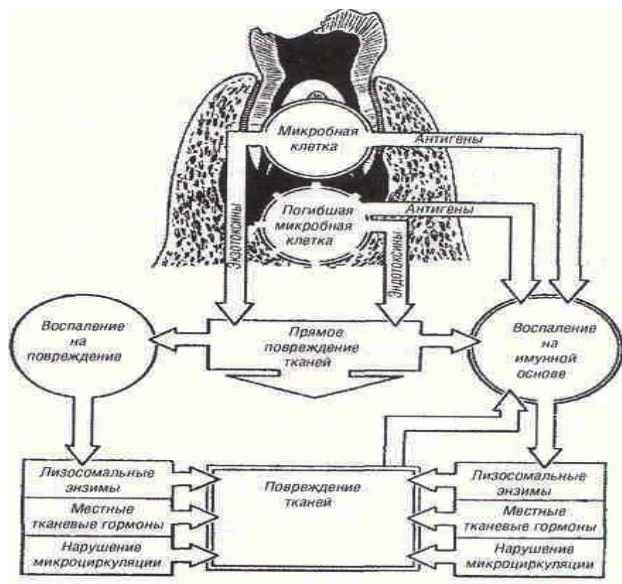 Микробная
клетка
Антигены
Погибшая
микробная
клетка
Антигены
Экзотоксины
Эндотоксины
Воспаление
на
повреждение
Прямое
повреждение
тканей
Воспаление
на
имунной
основе
Лизосомальные
энзимы
Местные
тканевые гормоны
Нарушение
микроциркуляции
Повреждение
тканей
Лизосомальные
энзимы
Местные
тканевые гормоны
Нарушение
микроциркуляции